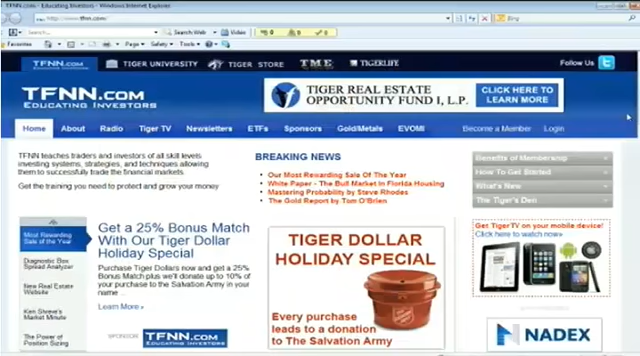 TFNN.com - Educating Investors - Windows Internet Explorer
http://www.tfnn.com/
Bing
Search...
Search Web
Video
Favorites
Page
Safety
Tools
TFNN.COM
TIGER UNIVERSITY
TIGER STORE
TME
TIGERLIFE
Follow Us
TFNN.COM
EDUCATING INVESTORS
TIGER REAL ESTATE
OPPORTUNITY FUND I, L.P.
CLICK HERE TO
LEARN MORE
Home
About
Radio
Tiger TV
Newsletters
ETFs
Sponsors
Gold/Metals
EVOMI
Become a Member
Login
TFNN teaches traders and investors of all skill levels
investing systems, strategies, and techniques allowing
them to successfully trade the financial markets.
Get the training you need to protect and grow your money
BREAKING NEWS
Our Most Rewarding Sale Of The Year
White Paper - The Bull Market In Florida Housing
Mastering Probability by Steve Rhodes
The Gold Report by Tom O'Brien
Benefits of Membership
How To Get Started
What's New
The Tiger's Den
Most Rewarding
Sale of the Year
Diagnostic Box
Spread Analyzer
New Real Estate
Website
Ken Shreve's
Market Minute
The Power of
Position Sizing
Get a 25% Bonus Match
With Our Tiger Dollar
Holiday Special
Purchase Tiger Dollars now and get a 25%
Bonus Match plus we'll donate up to 10% of
your purchase to the Salvation Army in your
name
Learn More
SPONSOR
TFNN.COM
EDUCATING INVESTORS
TIGER DOLLAR
HOLIDAY SPECIAL
Every purchase
leads to a donation
to The Salvation Army
Get TigerTV on your mobile device!
Click here to watch now
NADEX